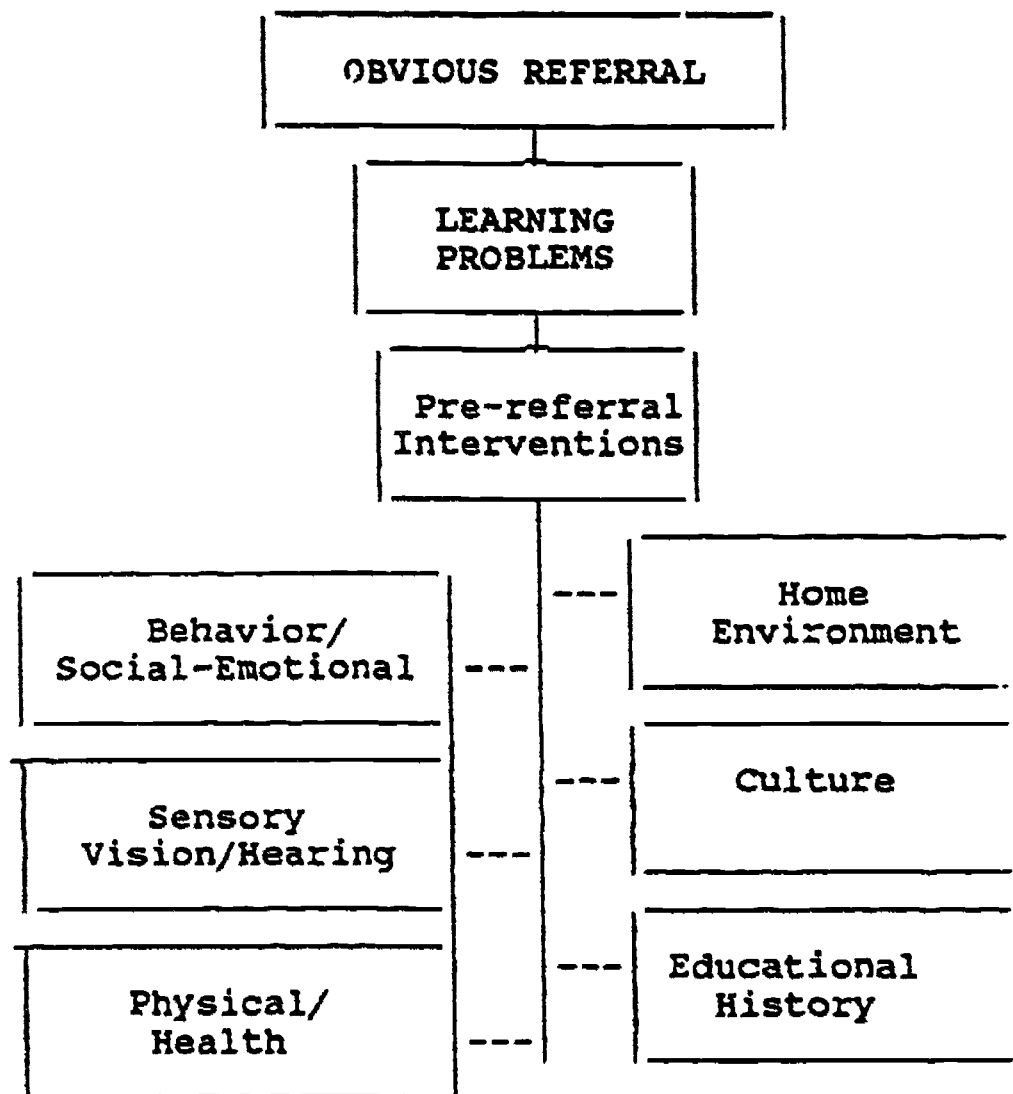 OBVIOUS REFERRAL
LEARNING
PROBLEMS
Pre-referral
Interventions
Behavior/
Social-Emotional
Sensory
Vision/Hearing
Physical/
Health
Home
Environment
Culture
Educational
History